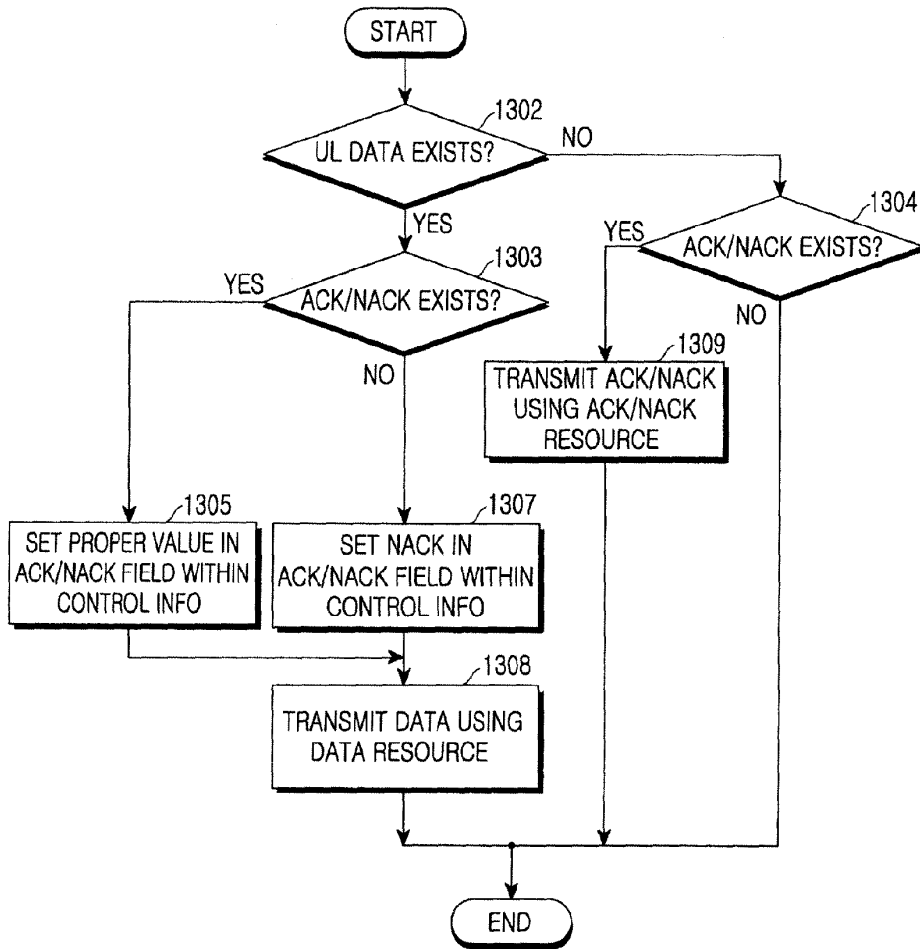 START
1302
UL DATA EXISTS?
NO
YES
1304
ACK/NACK EXISTS?
YES
NO
1303
ACK/NACK EXISTS?
YES
NO
1309
TRANSMIT ACK/NACK
USING ACK/NACK
RESOURCE
1305
SET PROPER VALUE IN
ACK/NACK FIELD WITHIN
CONTROL INFO
1307
SET NACK IN
ACK/NACK FIELD WITHIN
CONTROL INFO
1308
TRANSMIT DATA USING
DATA RESOURCE
END